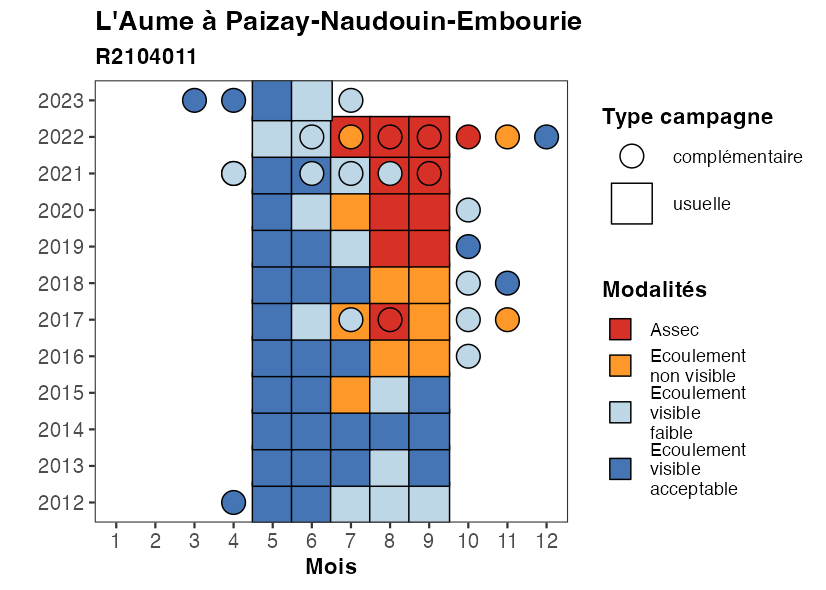 L'Aume à Paizay-Naudouin-Embourie
R2104011
2023
2022
2021
2020
2019
2018
2017
2016
2015
2014
2013
2012
1 2 3 4 5 6 7 8 9 10 11 12
Mois
Type campagne
complémentaire
usuelle
Modalités
Assec
Ecoulement
non visible
Ecoulement
visible
faible
Ecoulement
visible
acceptable